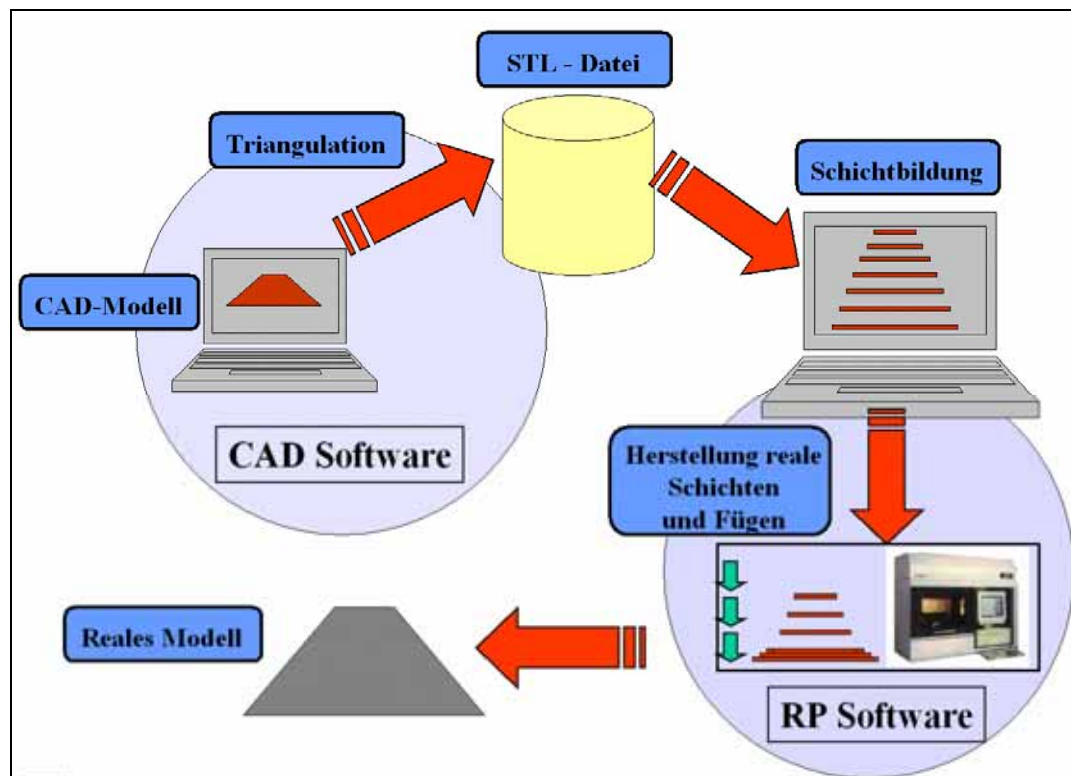 STL - Datei
Triangulation
Schichtbildung
CAD-Modell
CAD Software
Herstellung reale
Schichten
und Fügen
Reales Modell
RP Software